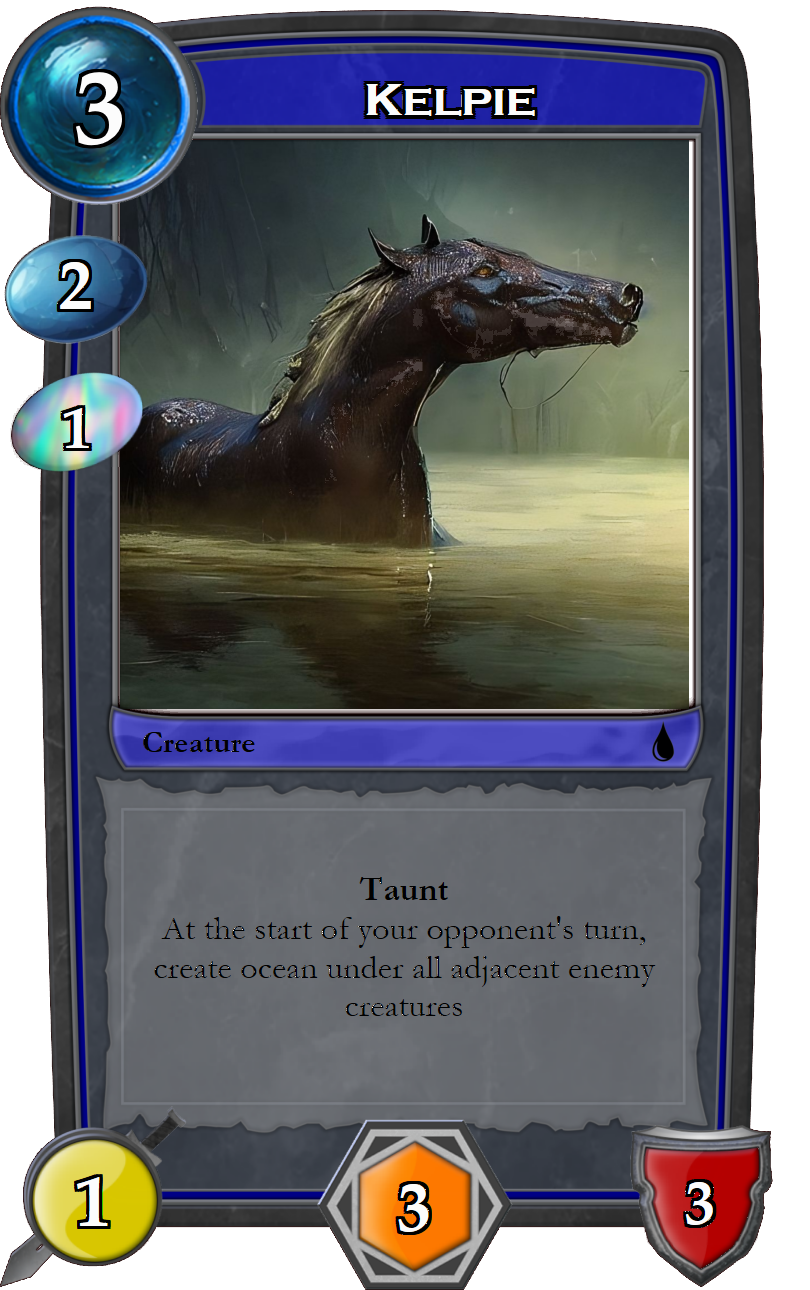 3
Kelpie
2
1
Creature
Taunt
At the start of your opponent's turn,
create ocean under all adjacent enemy
creatures
1
3
3